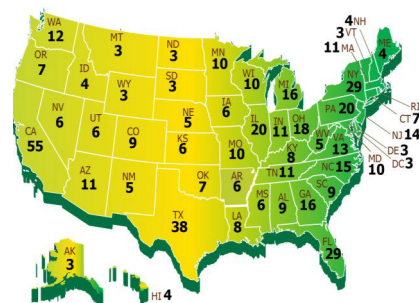 WA
12
OR
7
CA
55
NV
6
ID
4
MT
3
WY
3
UT
6
CO
9
AZ
11
NM
5
ND
3
SD
3
NE
5
KS
6
OK
7
TX
38
MN
10
IA
6
MO
10
AR
6
LA
8
WI
10
IL
20
MI
16
IN
11
OH
18
KY
8
TN 11
MS
6
AL
9
GA
16
FL
29
SC
9
NC 15
VA
13
WV
5
PA 20
NY
29
4 NH
3 VT
11 MA
ME
4
RI
CT 7
NJ
14
DE 3
DC 3
MD
10
AK
3
HI 4